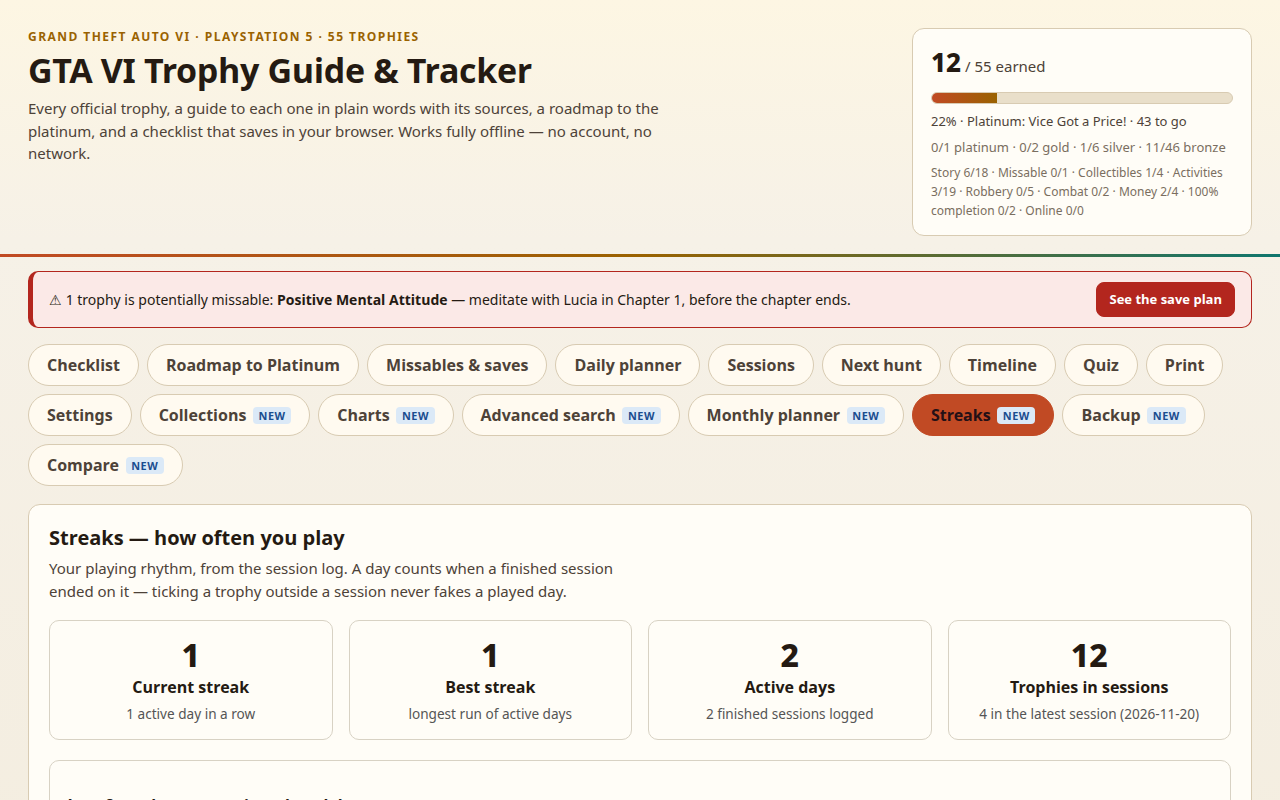 GRAND THEFT AUTO VI · PLAYSTATION 5 · 55 TROPHIES
GTA VI Trophy Guide & Tracker
Every official trophy, a guide to each one in plain words with its sources, a roadmap to the
platinum, and a checklist that saves in your browser. Works fully offline — no account, no
network.
12 / 55 earned
22% · Platinum: Vice Got a Price! · 43 to go
0/1 platinum · 0/2 gold · 1/6 silver · 11/46 bronze
Story 6/18 · Missable 0/1 · Collectibles 1/4 · Activities
3/19 · Robbery 0/5 · Combat 0/2 · Money 2/4 · 100%
completion 0/2 · Online 0/0
⚠ 1 trophy is potentially missable: Positive Mental Attitude — meditate with Lucia in Chapter 1, before the chapter ends.
See the save plan
Checklist
Roadmap to Platinum
Missables & saves
Daily planner
Sessions
Next hunt
Timeline
Quiz
Print
Settings
Collections NEW
Charts NEW
Advanced search NEW
Monthly planner NEW
Streaks NEW
Backup NEW
Compare NEW
Streaks — how often you play
Your playing rhythm, from the session log. A day counts when a finished session
ended on it — ticking a trophy outside a session never fakes a played day.
1
Current streak
1 active day in a row
1
Best streak
longest run of active days
2
Active days
2 finished sessions logged
12
Trophies in sessions
4 in the latest session (2026-11-20)